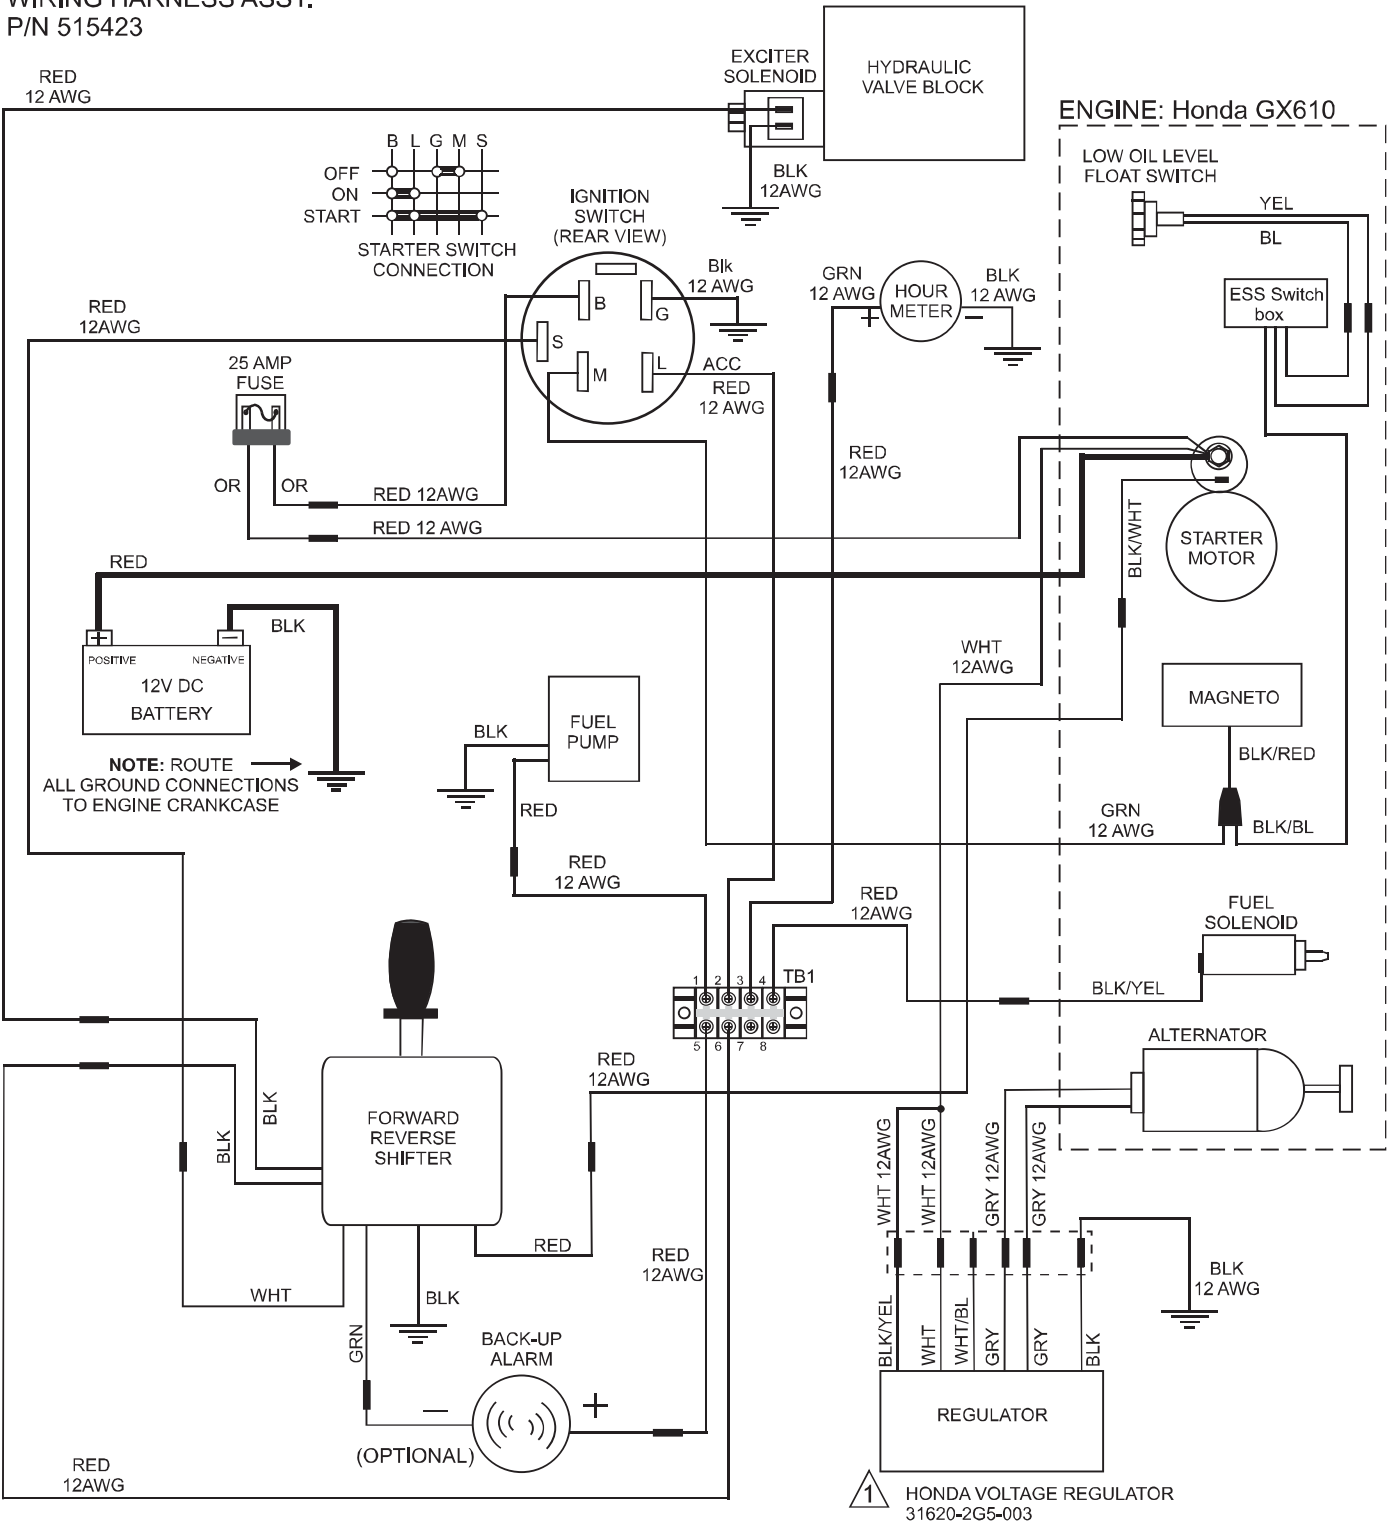 WIRING HARNESS ASSY.
P/N 515423
RED
12 AWG
EXCITER
SOLENOID
HYDRAULIC
VALVE BLOCK
BLK
12AWG
ENGINE: Honda GX610
LOW OIL LEVEL
FLOAT SWITCH
YEL
BL
ESS Switch
box
B L G M S
OFF
ON
START
STARTER SWITCH
CONNECTION
IGNITION
SWITCH
(REAR VIEW)
B
G
S
M
L
Blk
12 AWG
ACC
RED
12 AWG
GRN
12 AWG
HOUR
METER
+
−
BLK
12 AWG
RED
12AWG
RED
12AWG
25 AMP
FUSE
OR
OR
RED 12AWG
RED 12 AWG
RED
BLK
+
−
POSITIVE
NEGATIVE
12V DC
BATTERY
NOTE: ROUTE
ALL GROUND CONNECTIONS
TO ENGINE CRANKCASE
BLK/WHT
STARTER
MOTOR
WHT
12AWG
MAGNETO
BLK/RED
GRN
12 AWG
BLK/BL
FUEL
PUMP
BLK
RED
RED
12 AWG
RED
12AWG
FUEL
SOLENOID
BLK/YEL
1 2 3 4
TB1
5 6 7 8
ALTERNATOR
RED
12AWG
FORWARD
REVERSE
SHIFTER
BLK
BLK
WHT
GRN
BLK
RED
RED
12AWG
BACK-UP
ALARM
−
+
(OPTIONAL)
RED
12AWG
WHT 12AWG
WHT 12AWG
GRY 12AWG
GRY 12AWG
BLK
12 AWG
BLK/YEL
WHT
WHT/BL
GRY
GRY
BLK
REGULATOR
1
HONDA VOLTAGE REGULATOR
31620-2G5-003